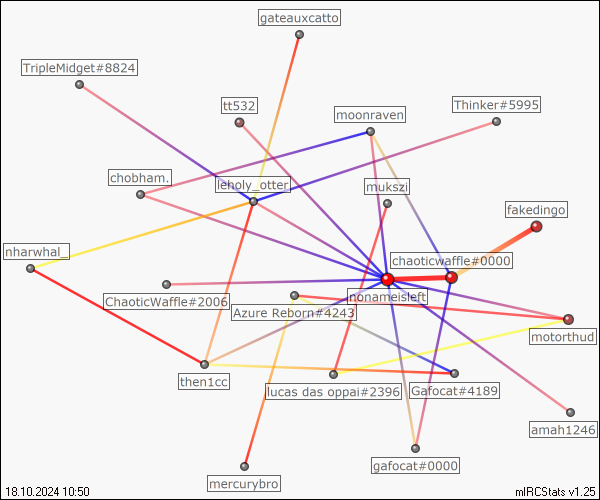 gateauxcatto
TripleMidget#8824
tt532
moonraven
Thinker#5995
chobham.
leholy_otter
mukszi
fakedingo
nharwhal_
chaoticwaffle#0000
ChaoticWaffle#2006
nonameisleft
Azure Reborn#4243
motorthud
then1cc
lucas das oppai#2396
Gafocat#4189
amah1246
gafocat#0000
mercurybro
18.10.2024 10:50
mIRCStats v1.25